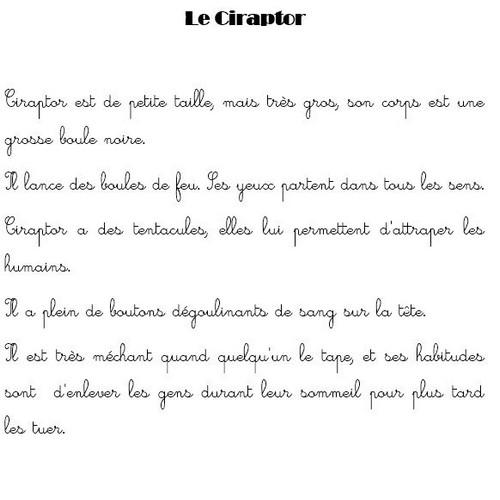 Le Ciraptor
Ciraptor est de petite taille, mais très gros, son corps est une
grosse boule noire.
Il lance des boules de feu. Ses yeux partent dans tous les sens.
Ciraptor a des tentacules, elles lui permettent d'attraper les
humains.
Il a plein de boutons dégoulinants de sang sur la tête.
Il est très méchant quand quelqu'un le tape, et ses habitudes
sont d'enlever les gens durant leur sommeil pour plus tard
les tuer.